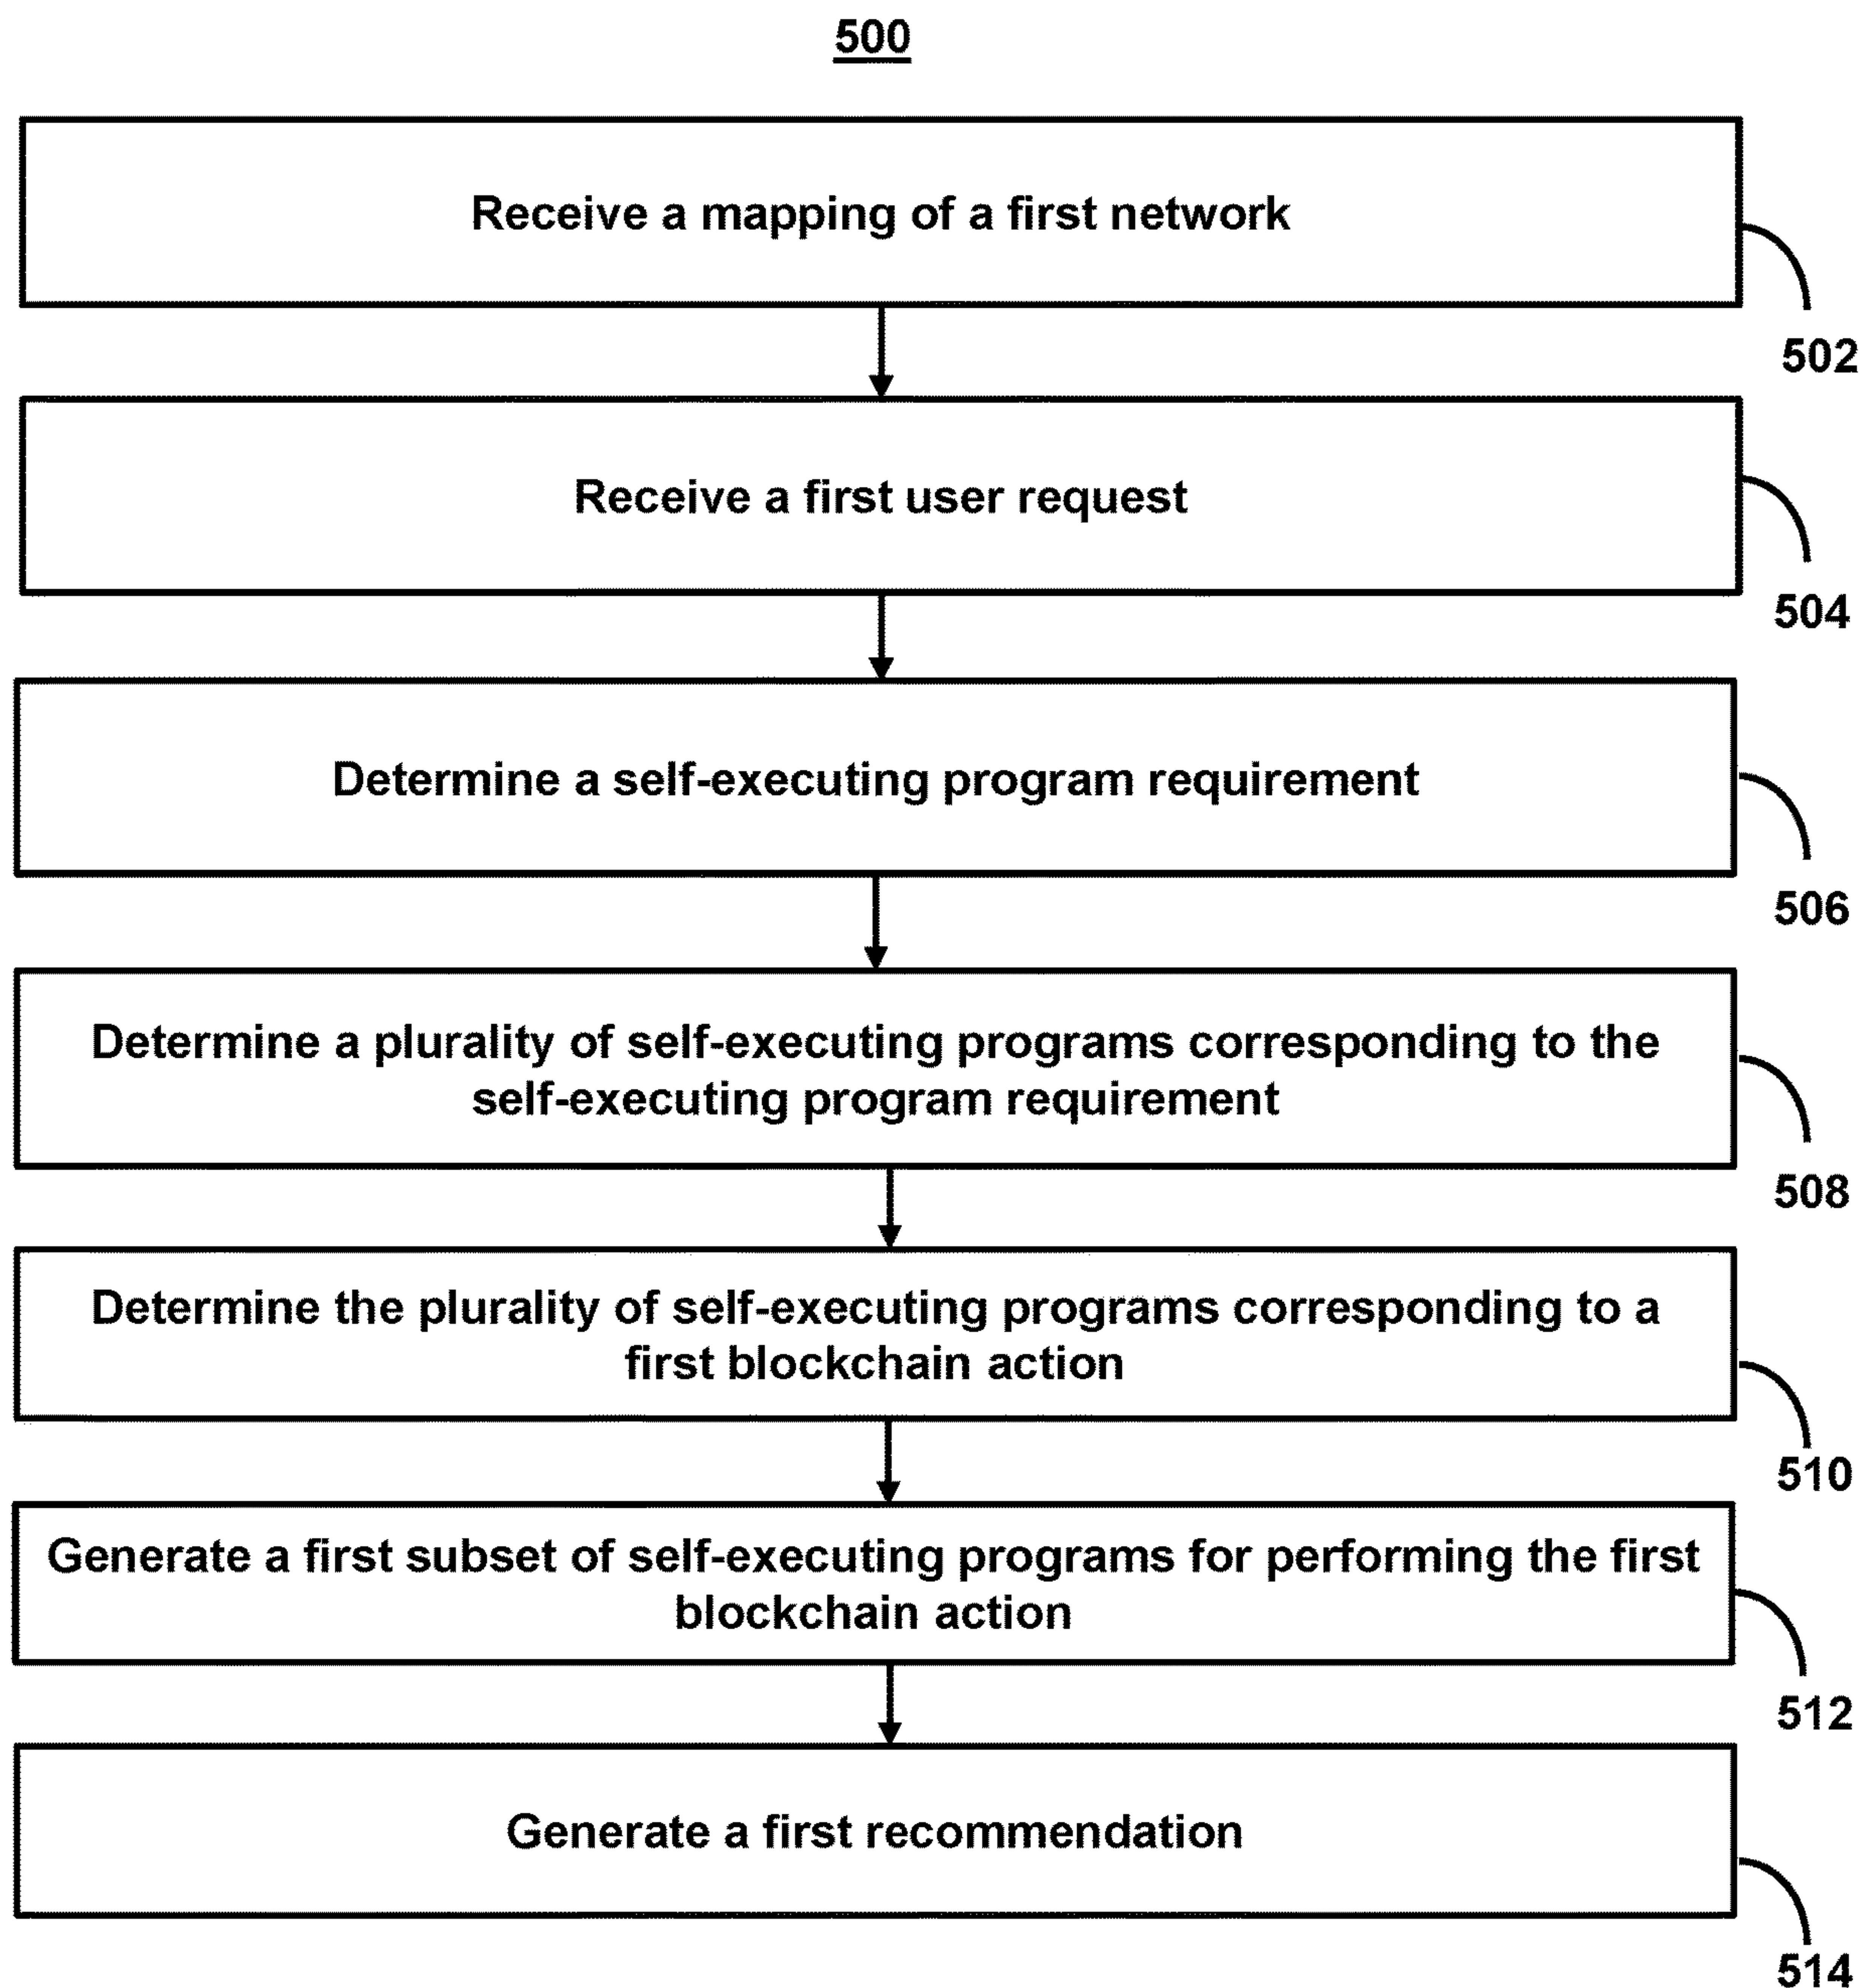 500
Receive a mapping of a first network
502
Receive a first user request
504
Determine a self-executing program requirement
506
Determine a plurality of self-executing programs corresponding to the
self-executing program requirement
508
Determine the plurality of self-executing programs corresponding to a
first blockchain action
510
Generate a first subset of self-executing programs for performing the first
blockchain action
512
Generate a first recommendation
514